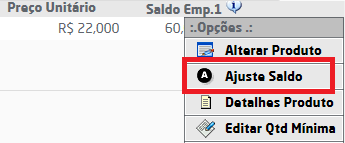 Preço Unitário Saldo Emp.1
R$ 22,000 60,
.:Opções :.
Alterar Produto
A Ajuste Saldo
Detalhes Produto
Editar Qtd Mínima